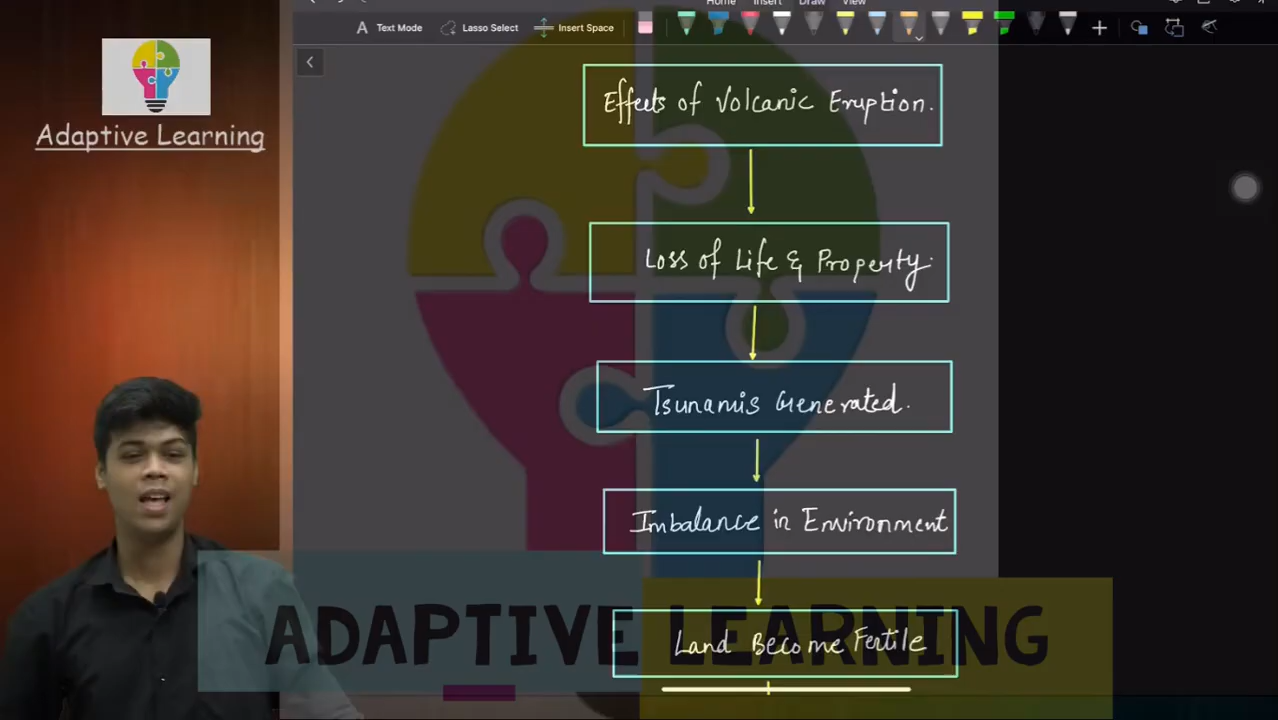 Home Insert Draw View
Text Mode Lasso Select Insert Space
Adaptive Learning
Effects of Volcanic Eruption.
Loss of Life & Property.
Tsunamis Generated.
Imbalance in Environment
Land Become Fertile
ADAPTIVE LEARNING